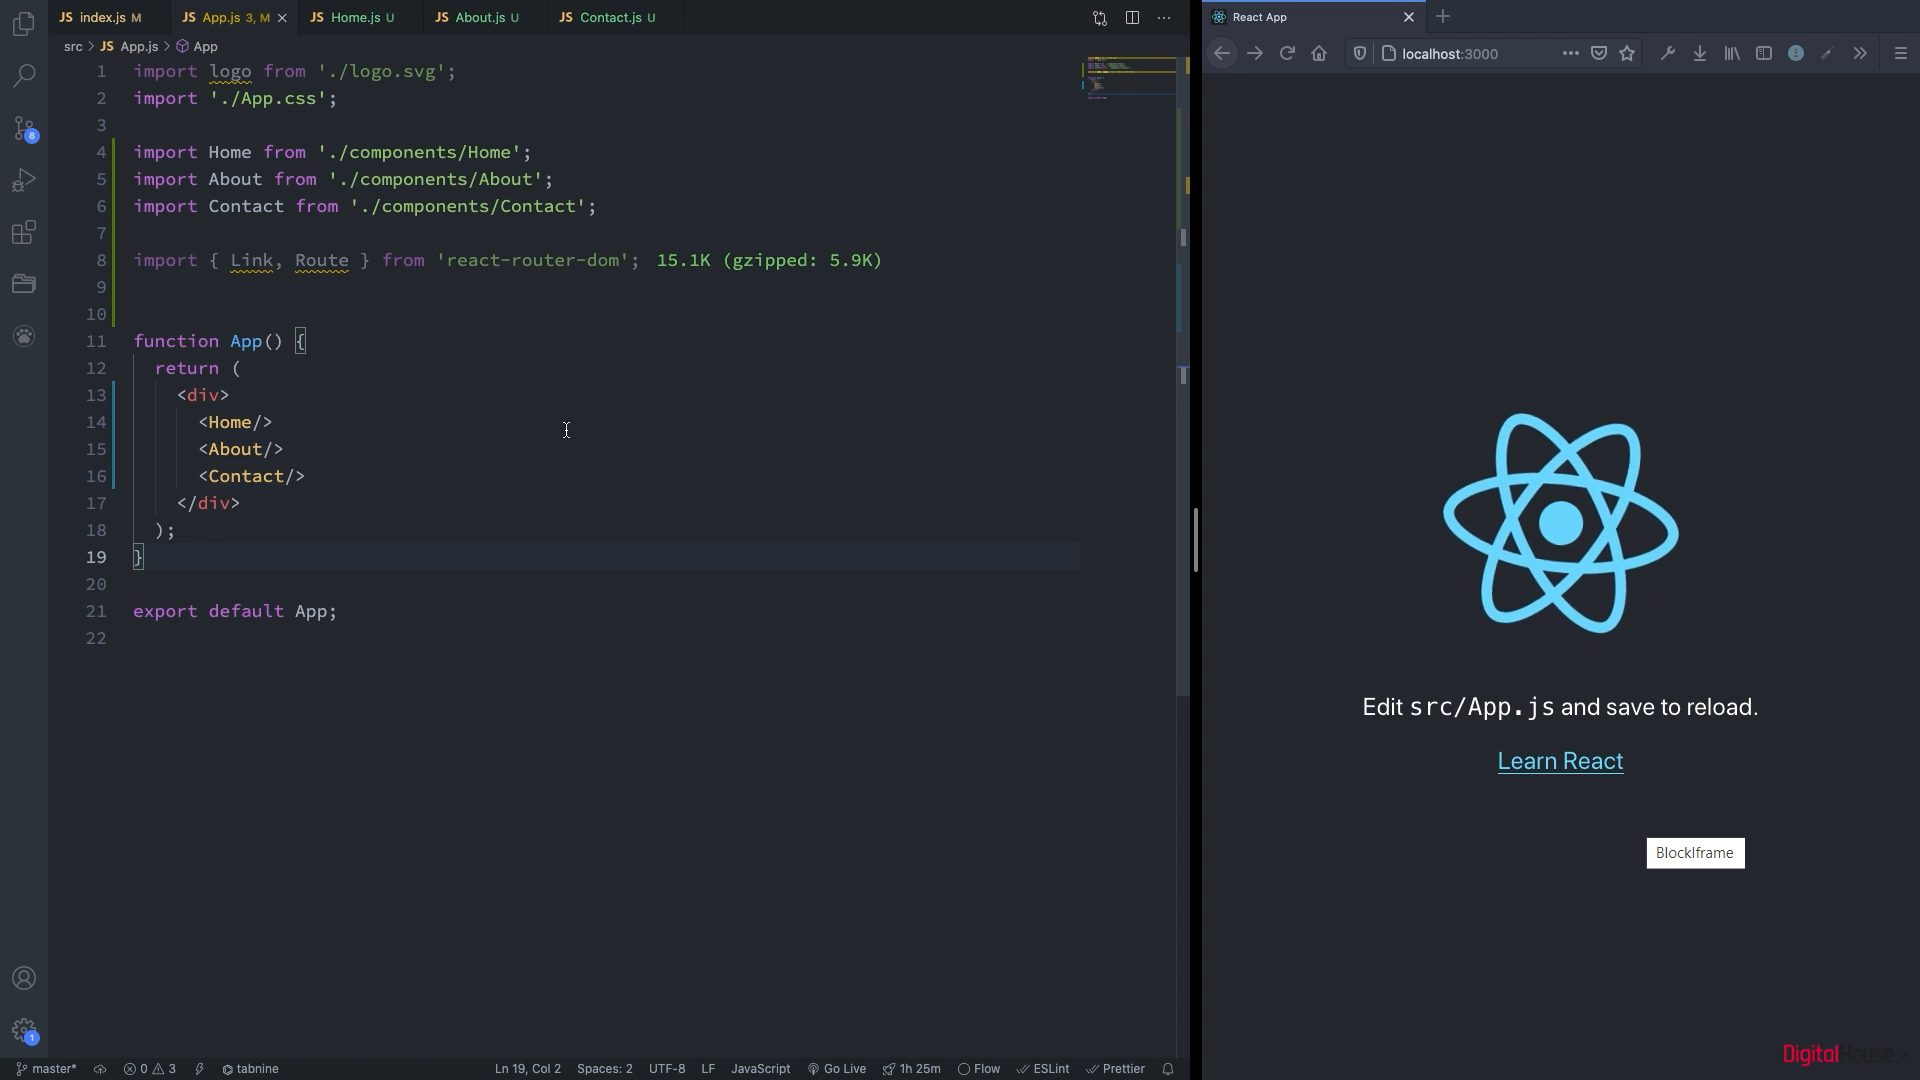 JS index.js M JS App.js 3, M JS Home.js U JS About.js U JS Contact.js U
src > JS App.js > App
1 import logo from './logo.svg';
2 import './App.css';
3
4 import Home from './components/Home';
5 import About from './components/About';
6 import Contact from './components/Contact';
7
8 import { Link, Route } from 'react-router-dom'; 15.1K (gzipped: 5.9K)
9
10
11 function App() {
12 return (
13 <div>
14 <Home/>
15 <About/>
16 <Contact/>
17 </div>
18 );
19 }
20
21 export default App;
22
8
1
master* 0 3 tabnine Ln 19, Col 2 Spaces: 2 UTF-8 LF JavaScript Go Live 1h 25m Flow ESLint Prettier
React App
localhost:3000
Edit src/App.js and save to reload.
Learn React
BlockIframe
DigitalHouse>